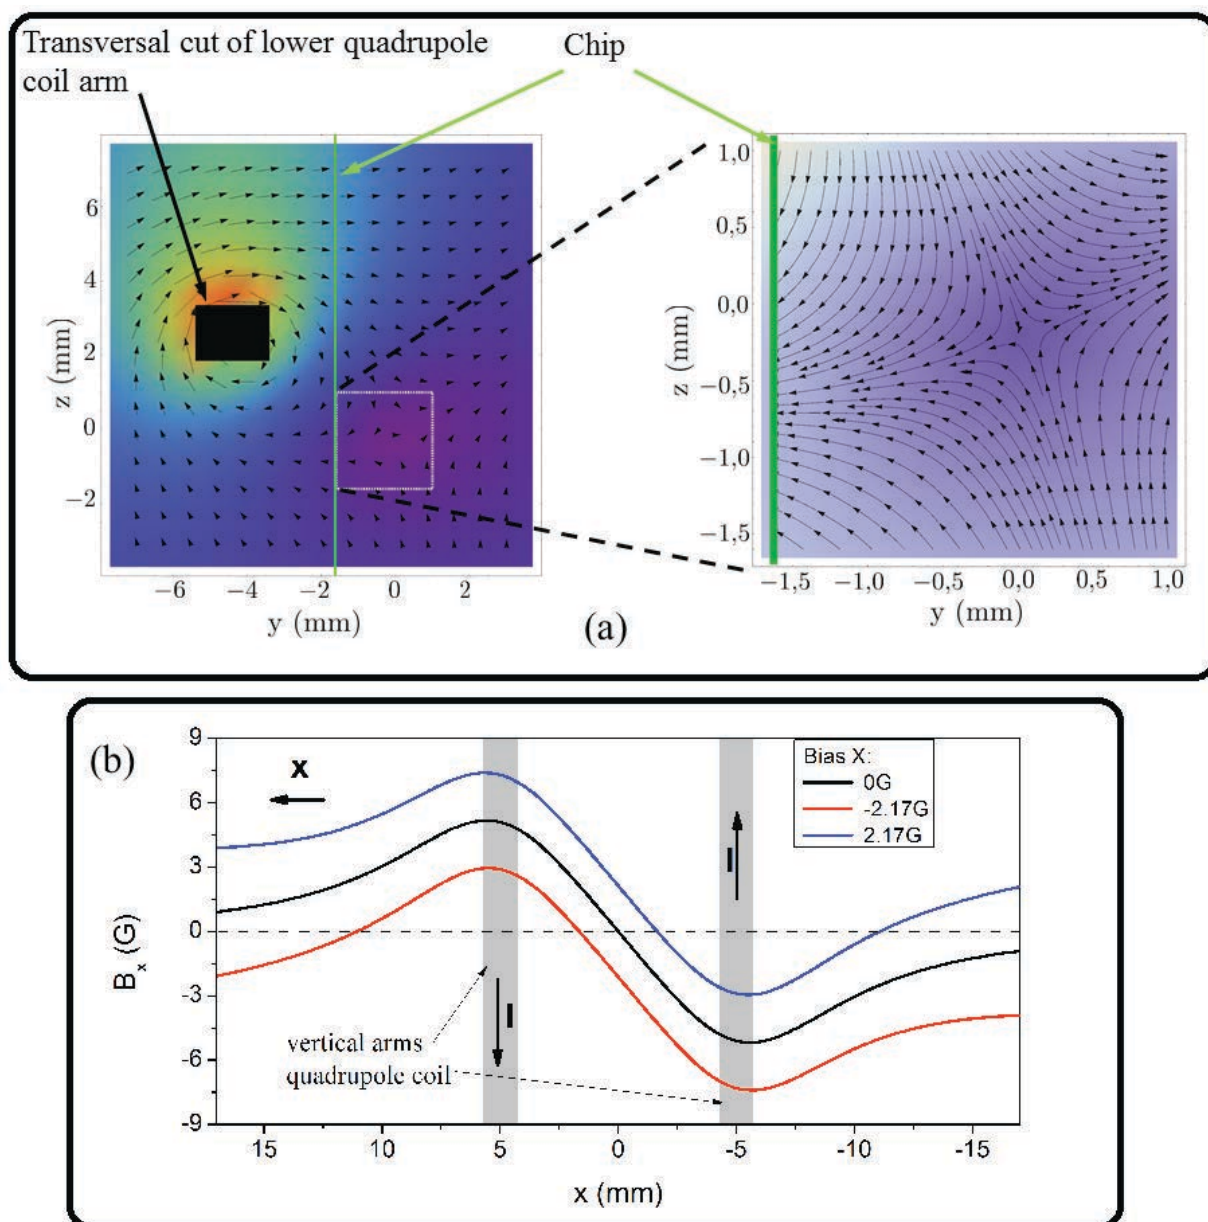 Transversal cut of lower quadrupole
coil arm
Chip
6
4
2
0
−2
z (mm)
−6 −4 −2 0 2
y (mm)
1,0
0,5
0,0
−0,5
−1,0
−1,5
z (mm)
−1,5 −1,0 −0,5 0,0 0,5 1,0
y (mm)
(a)
(b)
9
6
3
0
-3
-6
-9
B_x (G)
x
I
I
vertical arms
quadrupole coil
Bias X:
0G
-2.17G
2.17G
15 10 5 0 -5 -10 -15
x (mm)